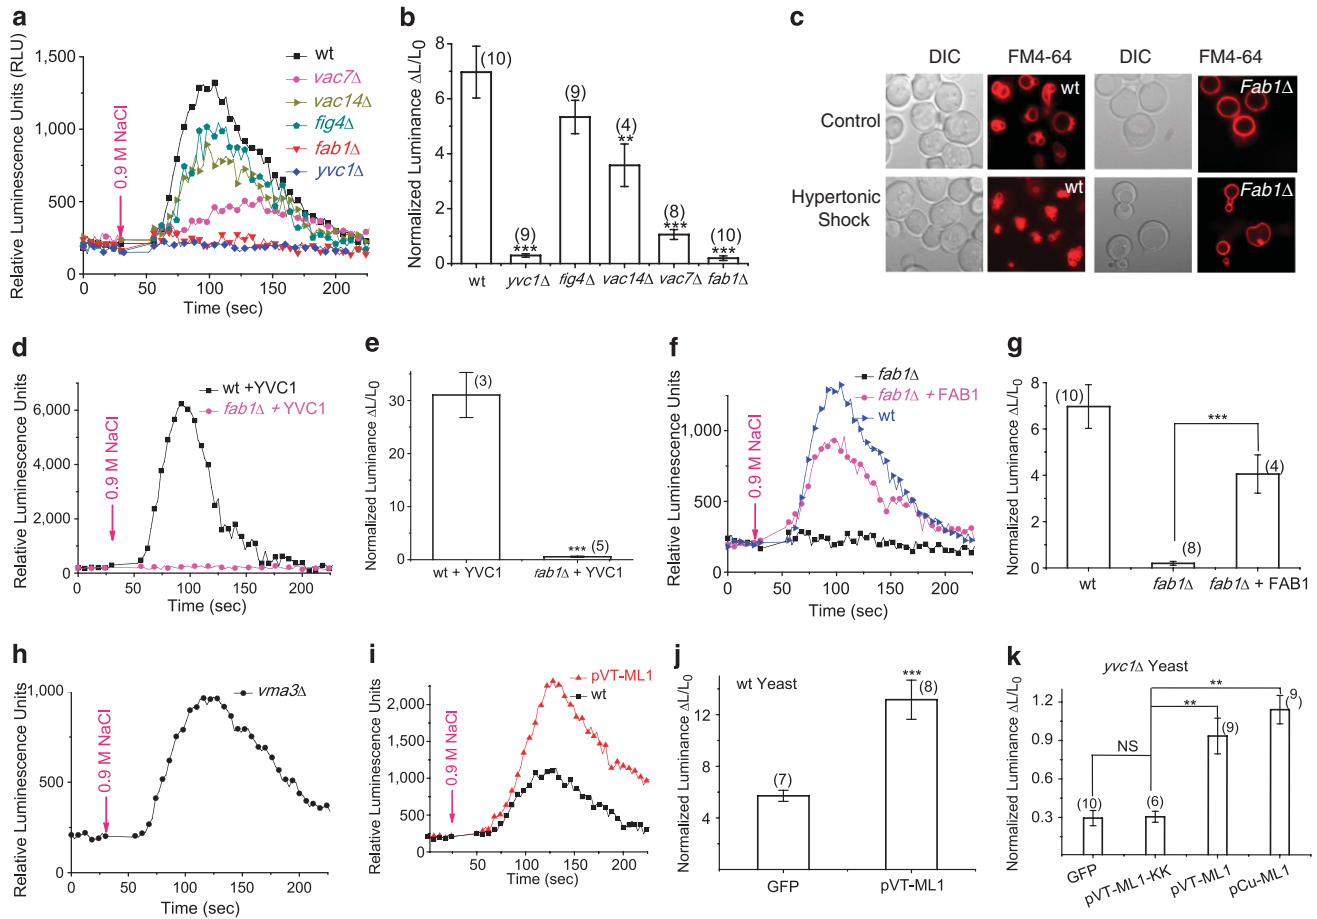 a
Relative Luminescence Units (RLU)
1,500
1,000
500
0
0 50 100 150 200
Time (sec)
0.9 M NaCl
wt
vac7Δ
vac14Δ
fig4Δ
fab1Δ
yvc1Δ
b
Normalized Luminance ΔL/L0
8
6
4
2
0
(10)
(9)
***
(9)
(4)
**
(8)
***
(10)
***
wt yvc1Δ fig4Δ vac14Δ vac7Δ fab1Δ
c
DIC FM4-64 DIC FM4-64
Control
wt
Fab1Δ
Hypertonic
Shock
wt
Fab1Δ
d
Relative Luminescence Units
6,000
4,000
2,000
0
0 50 100 150 200
Time (sec)
0.9 M NaCl
wt +YVC1
fab1Δ + YVC1
e
Normalized Luminance ΔL/L0
30
20
10
0
(3)
*** (5)
wt + YVC1 rab1Δ + YVC1
f
Relative Luminescence Units
1,000
500
0
0 50 100 150 200
Time (sec)
0.9 M NaCl
fab1Δ
fab1Δ + FAB1
wt
g
Normalized Luminance ΔL/L0
8
6
4
2
0
(10)
(8)
***
(4)
wt fab1Δ fab1Δ + FAB1
h
Relative Luminescence Units
1,000
500
0
0 50 100 150 200
Time (sec)
0.9 M NaCl
vma3Δ
i
Relative Luminescence Units
2,500
2,000
1,500
1,000
500
0
50 100 150 200
Time (sec)
0.9 M NaCl
pVT-ML1
wt
j
Normalized Luminance ΔL/L0
12
8
4
wt Yeast
(7)
***
(8)
GFP pVT-ML1
k
yvc1Δ Yeast
Normalized Luminance ΔL/L0
1.2
0.9
0.6
0.3
NS
**
**
(10)
(6)
(9)
9
(
)
GFP pVT-ML1-KK pVT-ML1 pCu-ML1